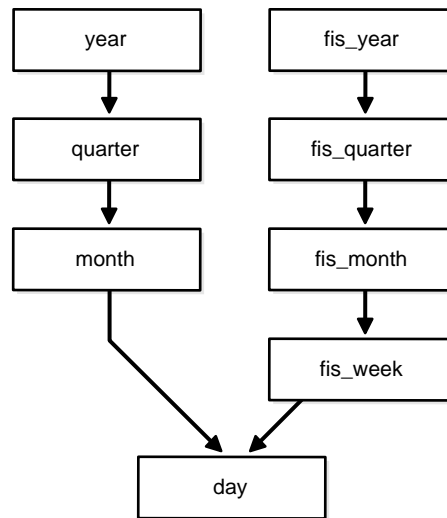 year
fis_year
quarter
fis_quarter
month
fis_month
fis_week
day